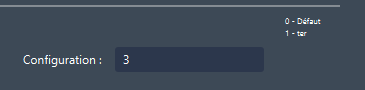 0 - Défaut
1 - ter
Configuration : 3